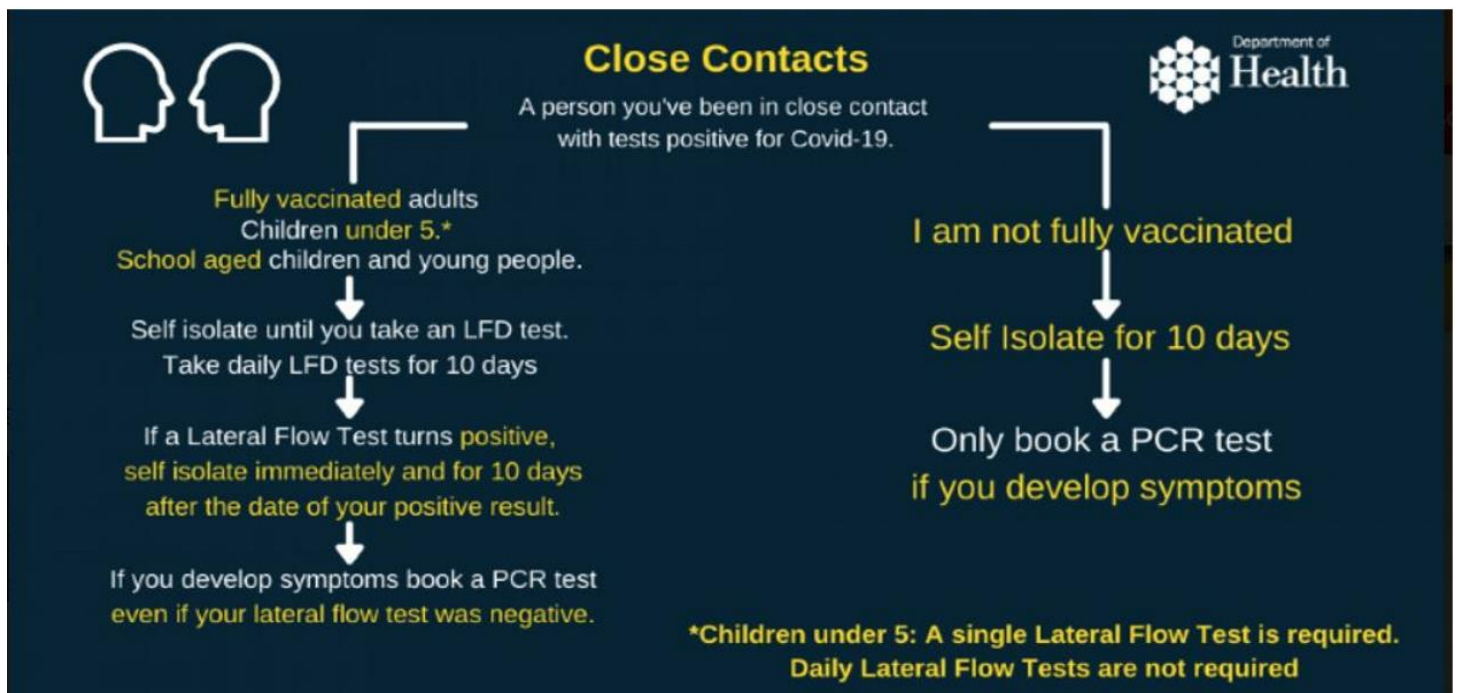 Close Contacts
A person you've been in close contact
with tests positive for Covid-19.
Department of
Health
Fully vaccinated adults
Children under 5.*
School aged children and young people.
Self isolate until you take an LFD test.
Take daily LFD tests for 10 days
If a Lateral Flow Test turns positive,
self isolate immediately and for 10 days
after the date of your positive result.
If you develop symptoms book a PCR test
even if your lateral flow test was negative.
I am not fully vaccinated
Self Isolate for 10 days
Only book a PCR test
if you develop symptoms
*Children under 5: A single Lateral Flow Test is required.
Daily Lateral Flow Tests are not required